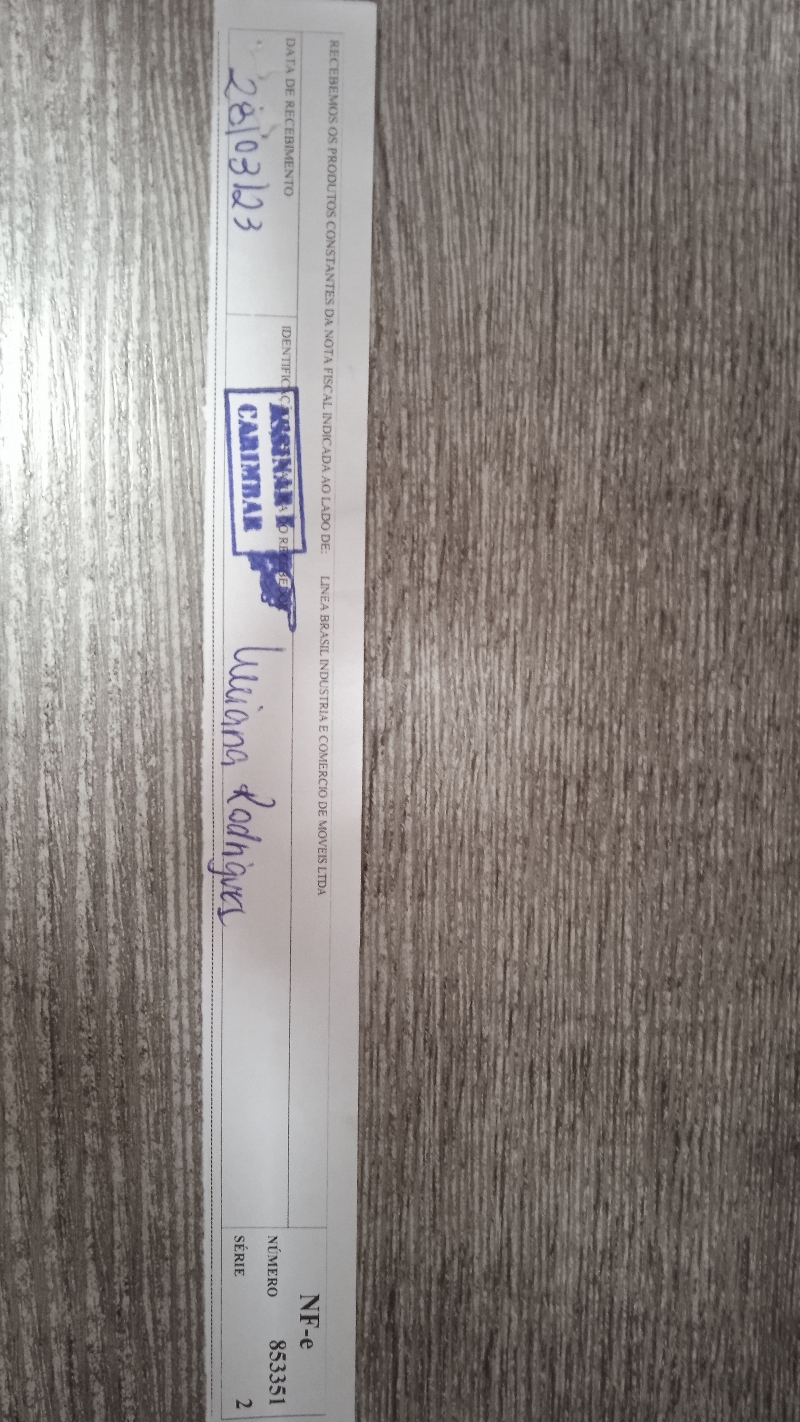 RECEBEMOS OS PRODUTOS CONSTANTES DA NOTA FISCAL INDICADA AO LADO DE: LINEA BRASIL INDUSTRIA E COMERCIO DE MOVEIS LTDA
DATA DE RECEBIMENTO
28/03/23
ASSINAR E
CARIMBAR
Luciana Rodrigues
NF-e
NÚMERO 853351
SÉRIE 2